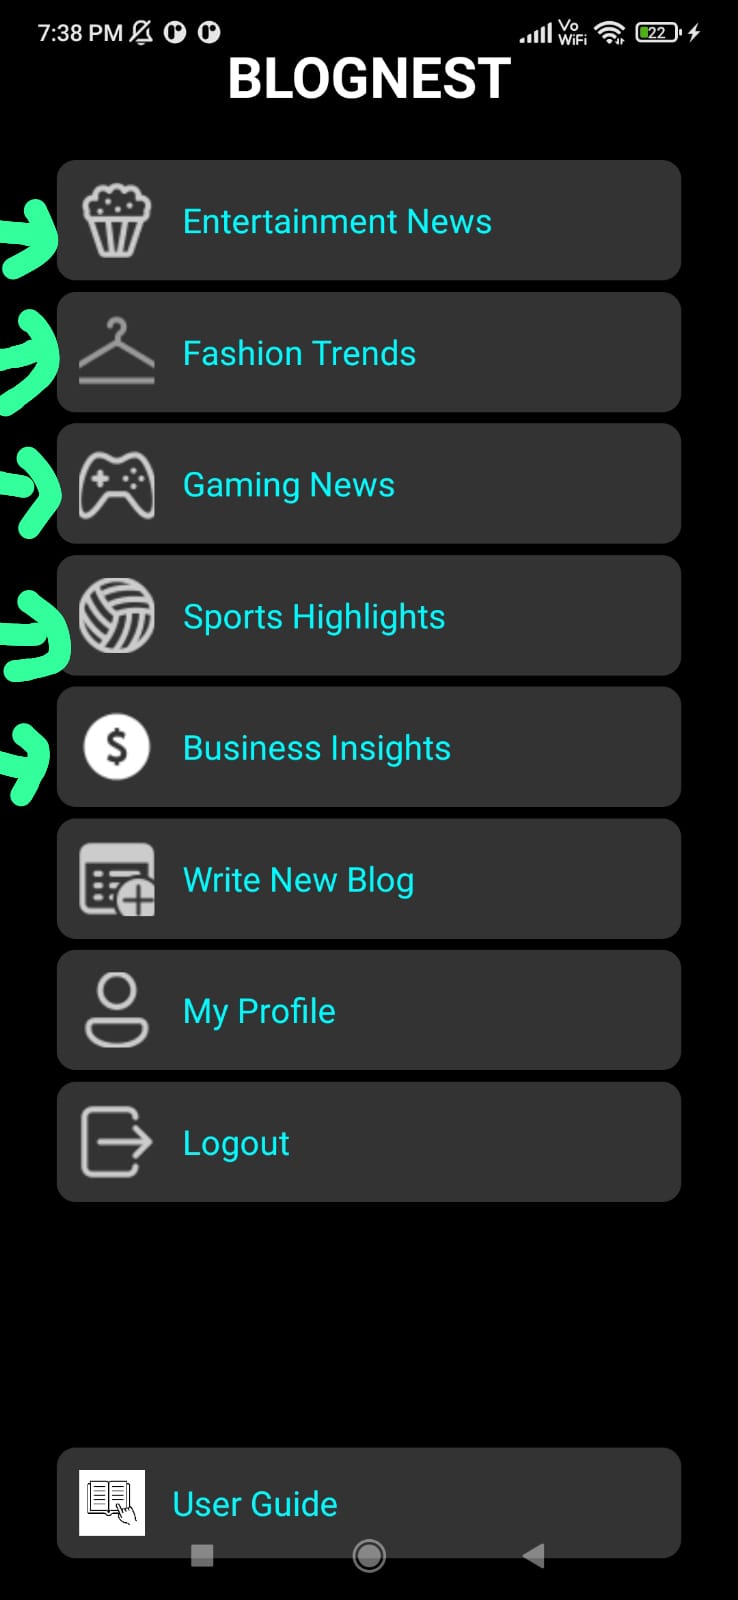 7:38 PM Vo WiFi 22
BLOGNEST
Entertainment News
Fashion Trends
Gaming News
Sports Highlights
$ Business Insights
Write New Blog
My Profile
Logout
User Guide